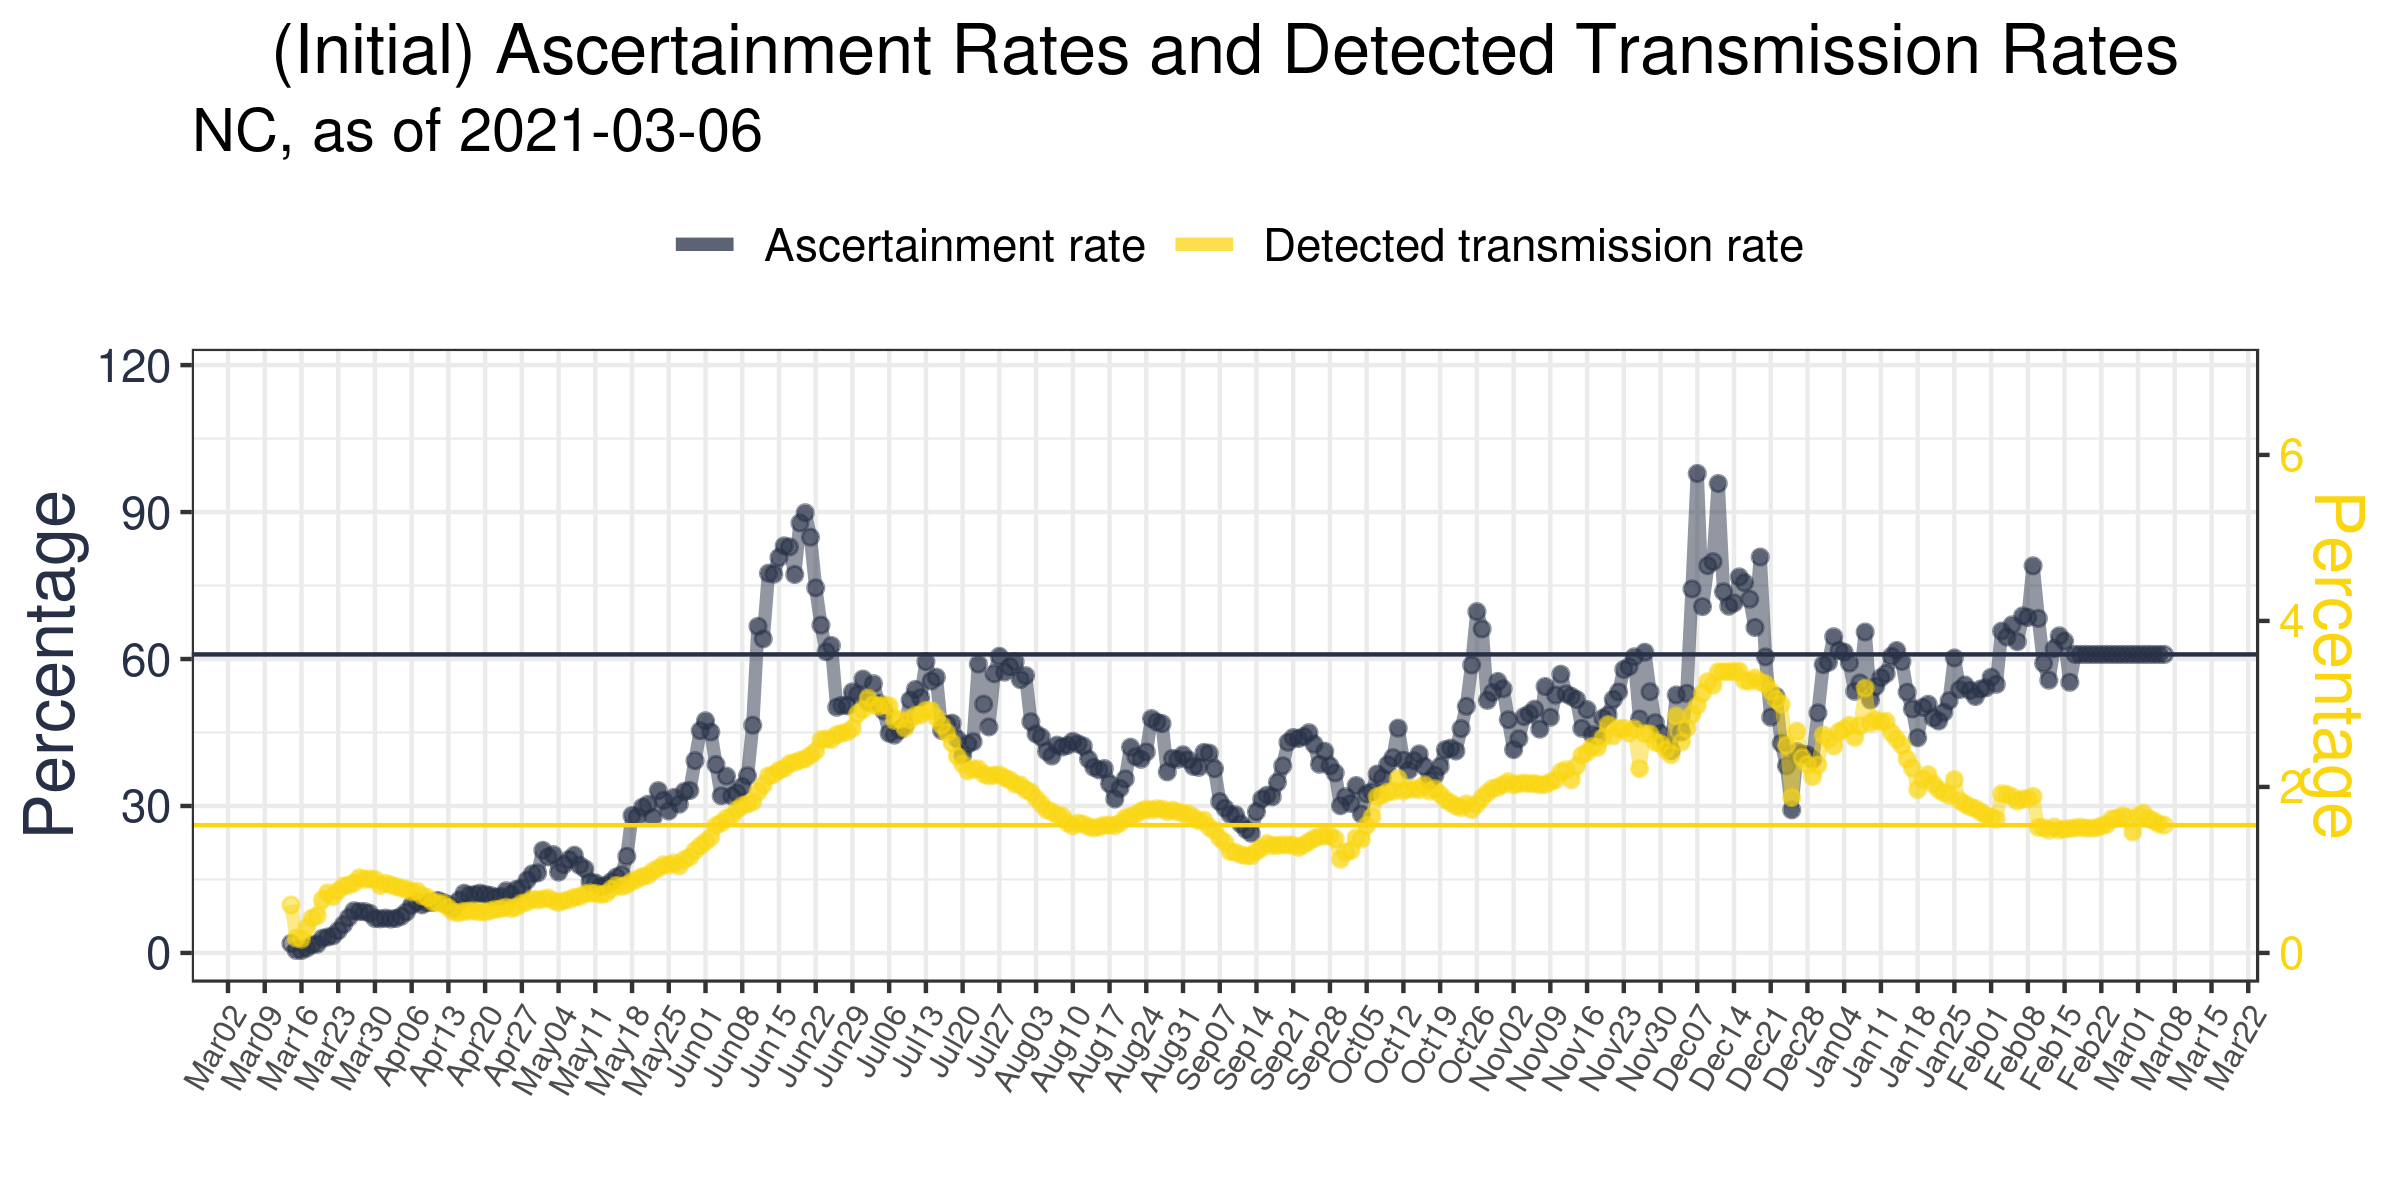 (Initial) Ascertainment Rates and Detected Transmission Rates
NC, as of 2021-03-06
Ascertainment rate
Detected transmission rate
120
90
60
30
0
Percentage
6
4
2
0
Percentage
Mar02
Mar09
Mar16
Mar23
Mar30
Apr06
Apr13
Apr20
Apr27
May04
May11
May18
May25
Jun01
Jun08
Jun15
Jun22
Jun29
Jul06
Jul13
Jul20
Jul27
Aug03
Aug10
Aug17
Aug24
Aug31
Sep07
Sep14
Sep21
Sep28
Oct05
Oct12
Oct19
Oct26
Nov02
Nov09
Nov16
Nov23
Nov30
Dec07
Dec14
Dec21
Dec28
Jan04
Jan11
Jan18
Jan25
Feb01
Feb08
Feb15
Feb22
Mar01
Mar08
Mar15
Mar22